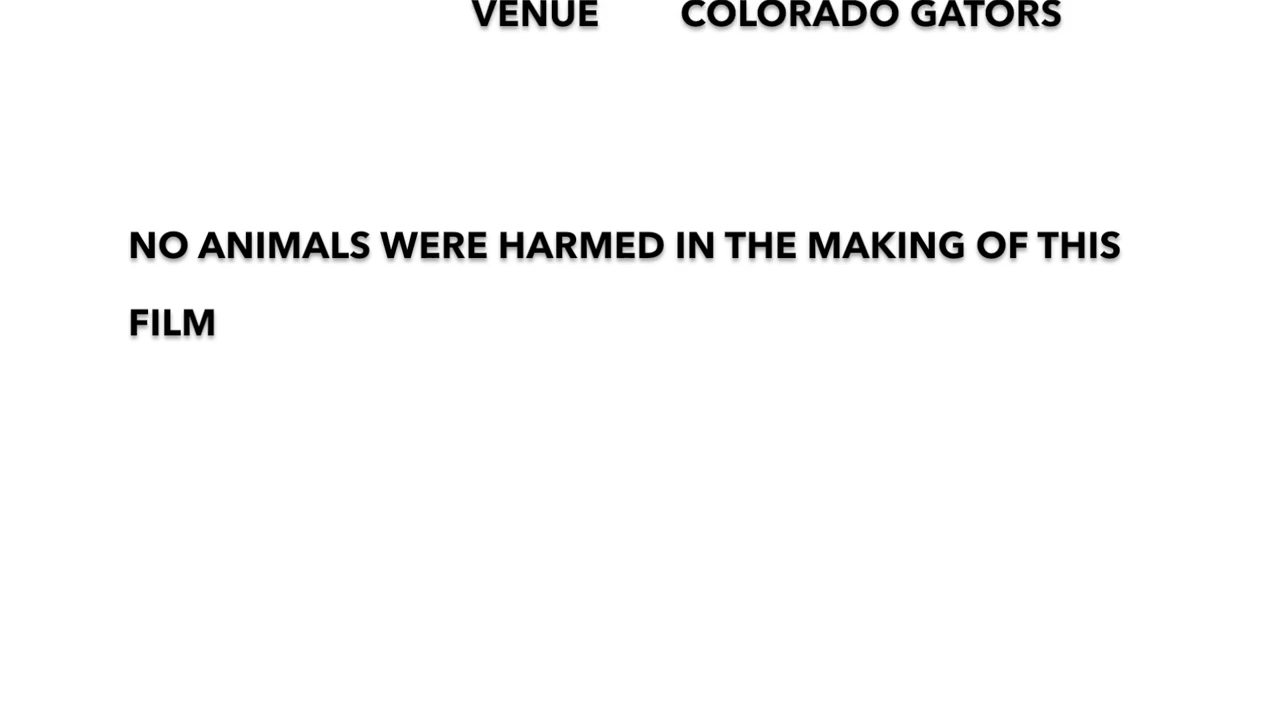 VENUE COLORADO GATORS
NO ANIMALS WERE HARMED IN THE MAKING OF THIS
FILM